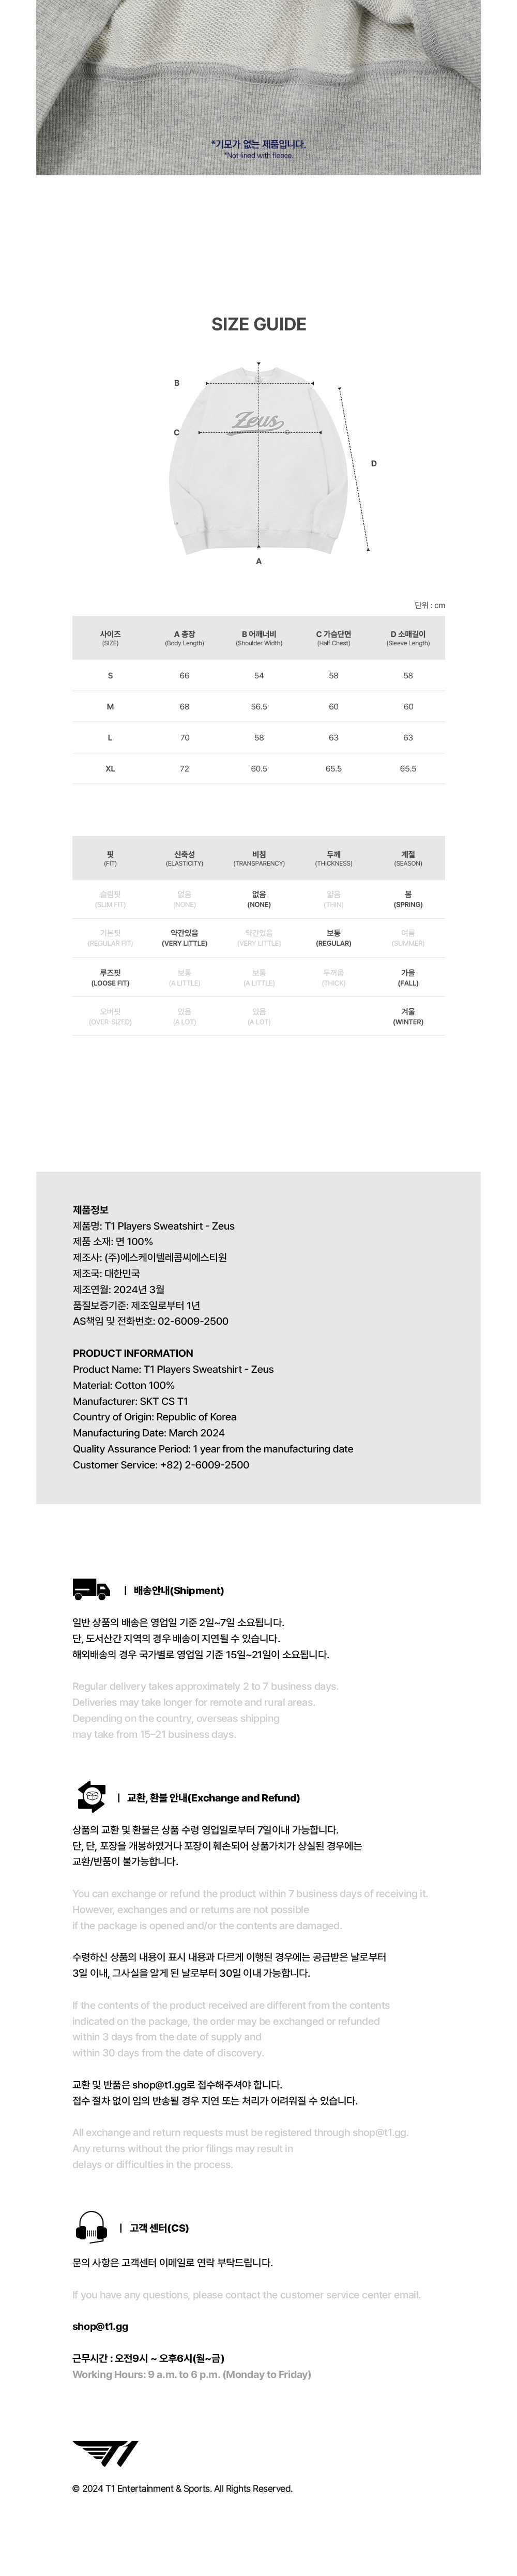 *기모가 없는 제품입니다.
*Not lined with fleece.
SIZE GUIDE
B
Zeus
C
D
A
단위 : cm
사이즈 A 총장 B 어깨너비 C 가슴단면 D 소매길이
(SIZE) (Body Length) (Shoulder Width) (Half Chest) (Sleeve Length)
S 66 54 58 58
M 68 56.5 60 60
L 70 58 63 63
XL 72 60.5 65.5 65.5
핏 신축성 비침 두께 계절
(FIT) (ELASTICITY) (TRANSPARENCY) (THICKNESS) (SEASON)
슬림핏 없음 없음 얇음 봄
(SLIM FIT) (NONE) (NONE) (THIN) (SPRING)
기본핏 약간있음 약간있음 보통 여름
(REGULAR FIT) (VERY LITTLE) (VERY LITTLE) (REGULAR) (SUMMER)
루즈핏 보통 보통 두꺼움 가을
(LOOSE FIT) (A LITTLE) (A LITTLE) (THICK) (FALL)
오버핏 있음 있음 겨울
(OVER-SIZED) (A LOT) (A LOT) (WINTER)
제품정보
제품명: T1 Players Sweatshirt - Zeus
제품 소재: 면 100%
제조사: (주)에스케이텔레콤씨에스티원
제조국: 대한민국
제조연월: 2024년 3월
품질보증기준: 제조일로부터 1년
AS책임 및 전화번호: 02-6009-2500
PRODUCT INFORMATION
Product Name: T1 Players Sweatshirt - Zeus
Material: Cotton 100%
Manufacturer: SKT CS T1
Country of Origin: Republic of Korea
Manufacturing Date: March 2024
Quality Assurance Period: 1 year from the manufacturing date
Customer Service: +82) 2-6009-2500
| 배송안내(Shipment)
일반 상품의 배송은 영업일 기준 2일~7일 소요됩니다.
단, 도서산간 지역의 경우 배송이 지연될 수 있습니다.
해외배송의 경우 국가별로 영업일 기준 15일~21일이 소요됩니다.
Regular delivery takes approximately 2 to 7 business days.
Deliveries may take longer for remote and rural areas.
Depending on the country, overseas shipping
may take from 15–21 business days.
| 교환, 환불 안내(Exchange and Refund)
상품의 교환 및 환불은 상품 수령 영업일로부터 7일이내 가능합니다.
단, 단, 포장을 개봉하였거나 포장이 훼손되어 상품가치가 상실된 경우에는
교환/반품이 불가능합니다.
You can exchange or refund the product within 7 business days of receiving it.
However, exchanges and or returns are not possible
if the package is opened and/or the contents are damaged.
수령하신 상품의 내용이 표시 내용과 다르게 이행된 경우에는 공급받은 날로부터
3일 이내, 그사실을 알게 된 날로부터 30일 이내 가능합니다.
If the contents of the product received are different from the contents
indicated on the package, the order may be exchanged or refunded
within 3 days from the date of supply and
within 30 days from the date of discovery.
교환 및 반품은 shop@t1.gg로 접수해주셔야 합니다.
접수 절차 없이 임의 반송될 경우 지연 또는 처리가 어려워질 수 있습니다.
All exchange and return requests must be registered through shop@t1.gg.
Any returns without the prior filings may result in
delays or difficulties in the process.
| 고객 센터(CS)
문의 사항은 고객센터 이메일로 연락 부탁드립니다.
If you have any questions, please contact the customer service center email.
shop@t1.gg
근무시간 : 오전9시 ~ 오후6시(월~금)
Working Hours: 9 a.m. to 6 p.m. (Monday to Friday)
T1
© 2024 T1 Entertainment & Sports. All Rights Reserved.